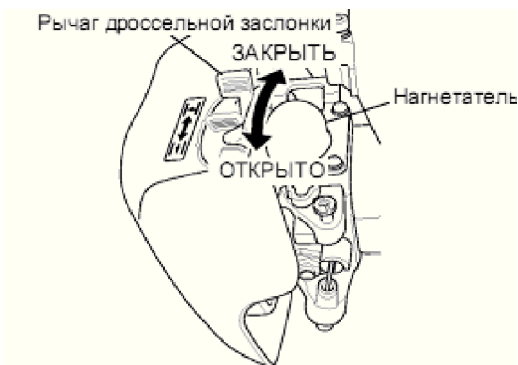 Рычаг дроссельной заслонки
ЗАКРЫТЬ
Нагнетатель
ОТКРЫТО